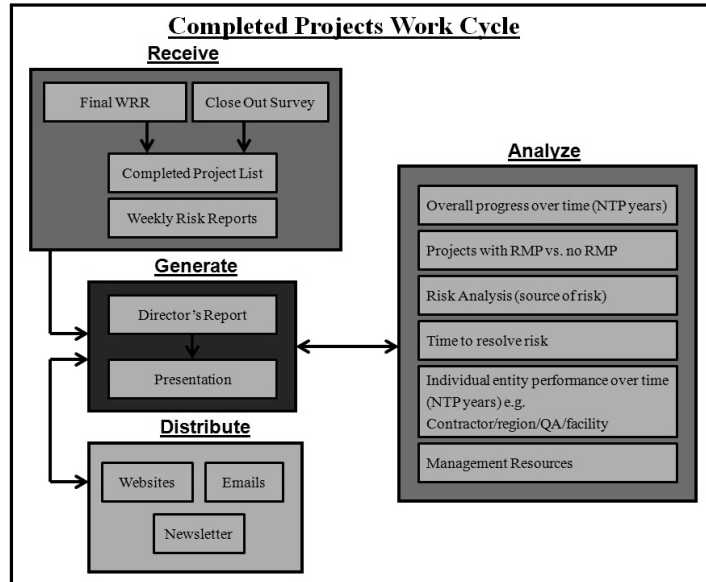 Completed Projects Work Cycle
Receive
Final WRR
Close Out Survey
Completed Project List
Weekly Risk Reports
Generate
Director's Report
Presentation
Distribute
Websites
Emails
Newsletter
Analyze
Overall progress over time (NTP years)
Projects with RMP vs. no RMP
Risk Analysis (source of risk)
Time to resolve risk
Individual entity performance over time
(NTP years) e.g.
Contractor/region/QA/facility
Management Resources